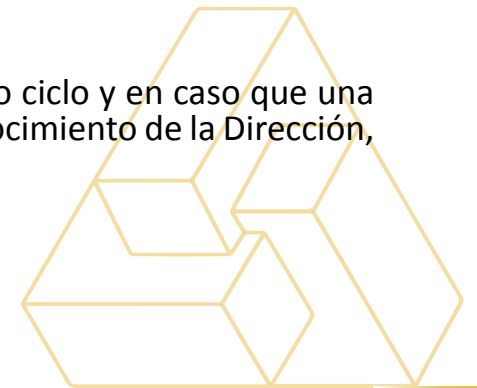 o ciclo y en caso que una
ocimiento de la Dirección,